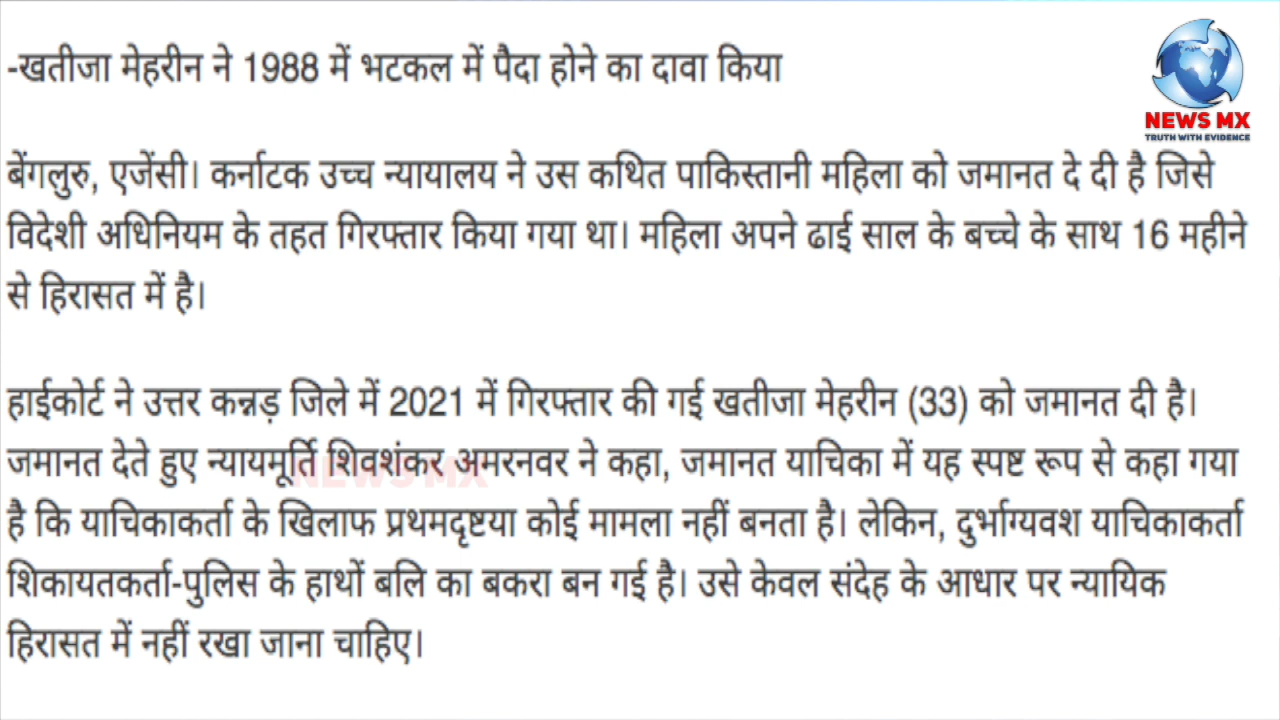 -खतीजा मेहरीन ने 1988 में भटकल में पैदा होने का दावा किया
NEWS MX
TRUTH WITH EVIDENCE
बेंगलुरु, एजेंसी। कर्नाटक उच्च न्यायालय ने उस कथित पाकिस्तानी महिला को जमानत दे दी है जिसे
विदेशी अधिनियम के तहत गिरफ्तार किया गया था। महिला अपने ढाई साल के बच्चे के साथ 16 महीने
से हिरासत में है।
हाईकोर्ट ने उत्तर कन्नड़ जिले में 2021 में गिरफ्तार की गई खतीजा मेहरीन (33) को जमानत दी है।
जमानत देते हुए न्यायमूर्ति शिवशंकर अमरनवर ने कहा, जमानत याचिका में यह स्पष्ट रूप से कहा गया
NEWS MX
है कि याचिकाकर्ता के खिलाफ प्रथमदृष्टया कोई मामला नहीं बनता है। लेकिन, दुर्भाग्यवश याचिकाकर्ता
शिकायतकर्ता-पुलिस के हाथों बलि का बकरा बन गई है। उसे केवल संदेह के आधार पर न्यायिक
हिरासत में नहीं रखा जाना चाहिए।